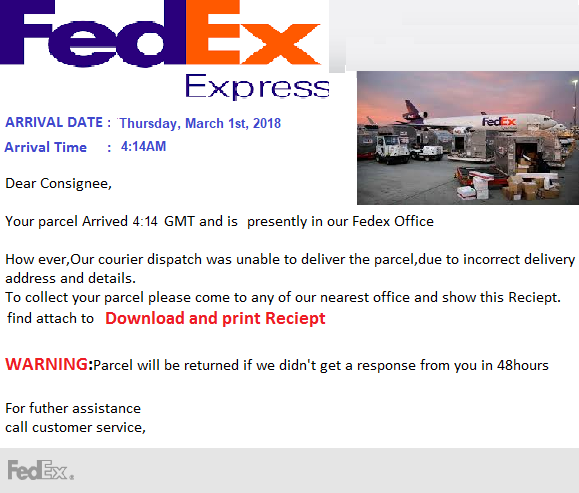 FedEx
Express
ARRIVAL DATE : Thursday, March 1st, 2018
Arrival Time : 4:14AM
FedEx
Dear Consignee,
Your parcel Arrived 4:14 GMT and is presently in our Fedex Office
How ever,Our courier dispatch was unable to deliver the parcel,due to incorrect delivery
address and details.
To collect your parcel please come to any of our nearest office and show this Reciept.
find attach to Download and print Reciept
WARNING:Parcel will be returned if we didn't get a response from you in 48hours
For futher assistance
call customer service,
FedEx®